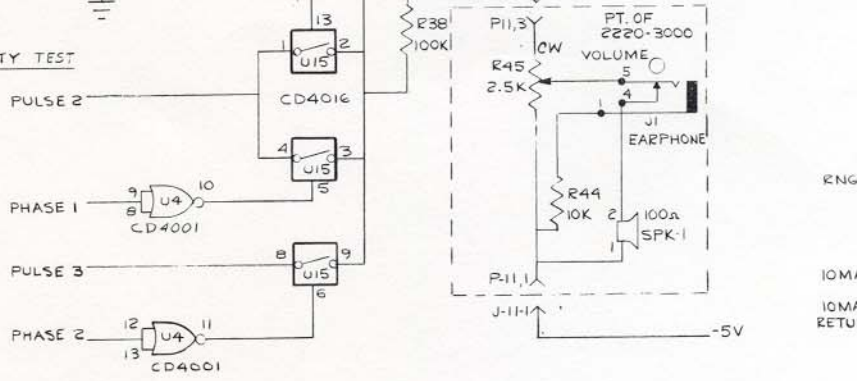 13
R38
100K
P11,3
PT. OF
2220-3000
CW
VOLUME
TY TEST
1
2
U15
R45
2.5K
5
4
PULSE 2
CD4016
1
J1
EARPHONE
4
3
U15
5
PHASE 1
9
8
U4
10
CD4001
R44
10K
2
100Ω
SPK-1
1
RNG
PULSE 3
8
9
U15
6
P-11,1
10MA
J-11-1
10MA
RETU
PHASE 2
12
13
U4
11
CD4001
-5V